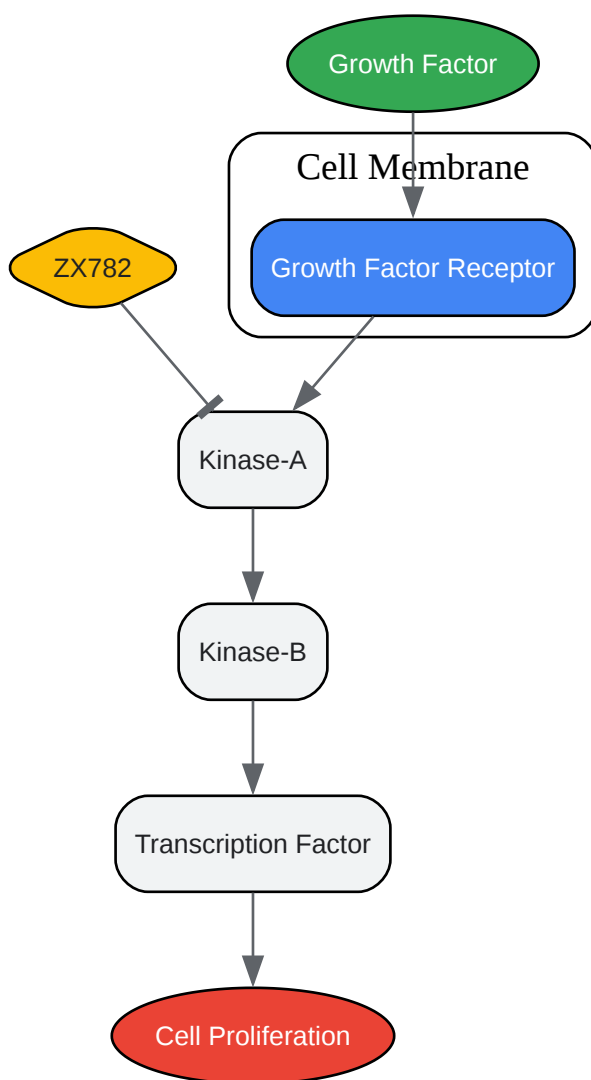 Growth Factor
Cell Membrane
ZX782
Growth Factor Receptor
Kinase-A
Kinase-B
Transcription Factor
Cell Proliferation